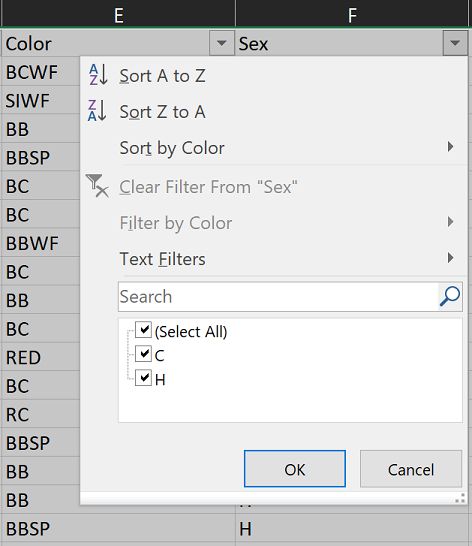 E F
Color Sex
BCWF
SIWF
BB
BBSP
BC
BC
BBWF
BC
BB
BC
RED
BC
RC
BBSP
BB
BB
BBSP H
Sort A to Z
Sort Z to A
Sort by Color
Clear Filter From "Sex"
Filter by Color
Text Filters
Search
(Select All)
C
H
OK Cancel